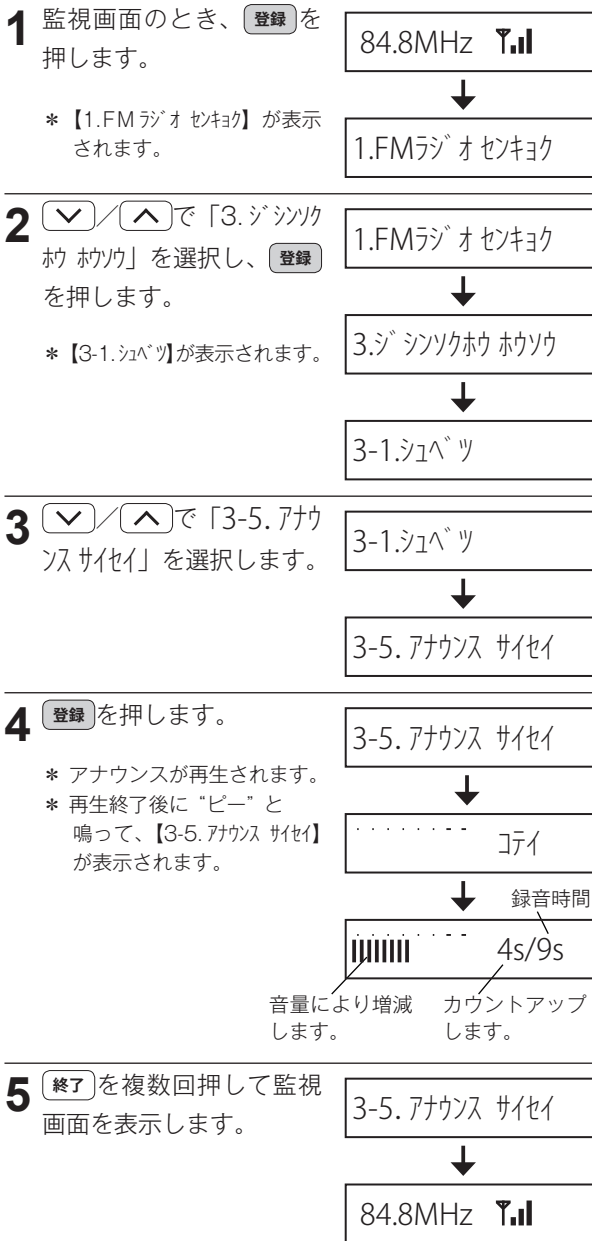 1 監視画面のとき、登録を
押します。
＊【1.FMﾗｼﾞｵ ｾﾝｷｮｸ】が表示
されます。
84.8MHz
1.FMﾗｼﾞｵ ｾﾝｷｮｸ
2 ／で「3.ｼﾞｼﾝｿｸ
ﾎｳ ﾎｳｿｳ」を選択し、登録
を押します。
＊【3-1.ｼｭﾍﾞﾂ】が表示されます。
1.FMﾗｼﾞｵ ｾﾝｷｮｸ
3.ｼﾞｼﾝｿｸﾎｳ ﾎｳｿｳ
3-1.ｼｭﾍﾞﾂ
3 ／で「3-5.ｱﾅｳ
ﾝｽ ｻｲｾｲ」を選択します。
3-1.ｼｭﾍﾞﾂ
3-5.ｱﾅｳﾝｽ ｻｲｾｲ
4 登録を押します。
＊ アナウンスが再生されます。
＊ 再生終了後に“ピー”と
鳴って、【3-5.ｱﾅｳﾝｽ ｻｲｾｲ】
が表示されます。
3-5.ｱﾅｳﾝｽ ｻｲｾｲ
ｺﾃｲ
録音時間
4s/9s
音量により増減
します。
カウントアップ
します。
5 終了を複数回押して監視
画面を表示します。
3-5.ｱﾅｳﾝｽ ｻｲｾｲ
84.8MHz